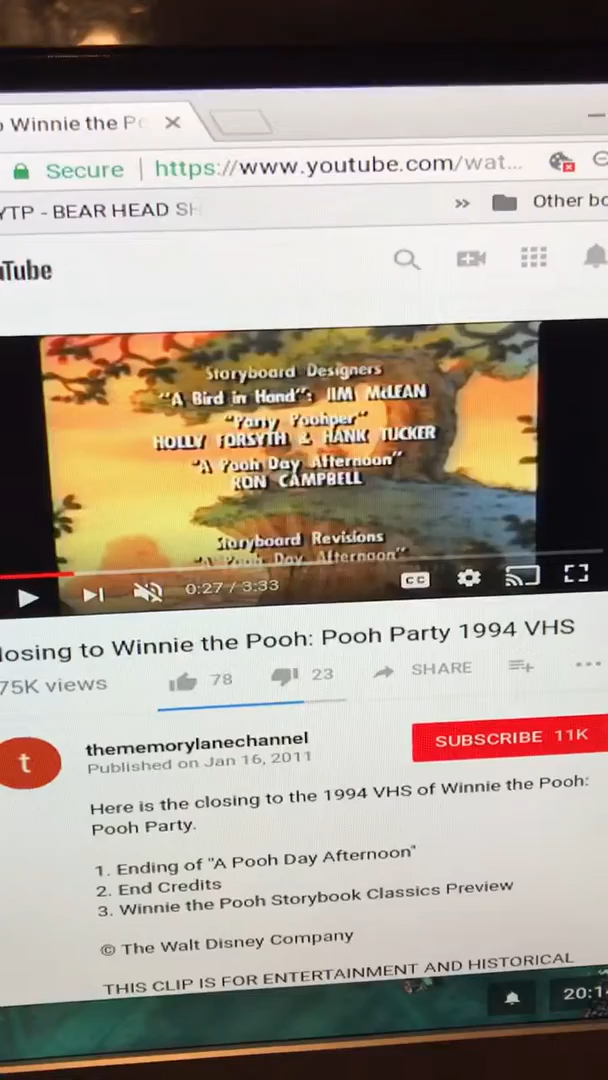 o Winnie the Po
Secure | https://www.youtube.com/wat...
YTP - BEAR HEAD SH
» Other bo
uTube
Storyboard Designers
"A Bird in Hand": JIM McLEAN
"Party Poohper"
HOLLY FORSYTH & HANK TUCKER
"A Pooh Day Afternoon"
RON CAMPBELL
Storyboard Revisions
"A Pooh Day Afternoon"
0:27 / 3:33
CC
losing to Winnie the Pooh: Pooh Party 1994 VHS
75K views
78
23
SHARE
t
thememorylanechannel
Published on Jan 16, 2011
SUBSCRIBE 11K
Here is the closing to the 1994 VHS of Winnie the Pooh:
Pooh Party.
1. Ending of "A Pooh Day Afternoon"
2. End Credits
3. Winnie the Pooh Storybook Classics Preview
© The Walt Disney Company
THIS CLIP IS FOR ENTERTAINMENT AND HISTORICAL
20:1